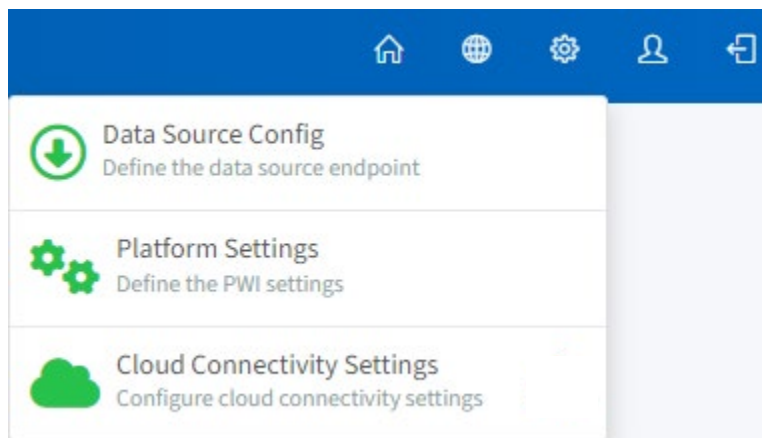 Data Source Config
Define the data source endpoint
Platform Settings
Define the PWI settings
Cloud Connectivity Settings
Configure cloud connectivity settings